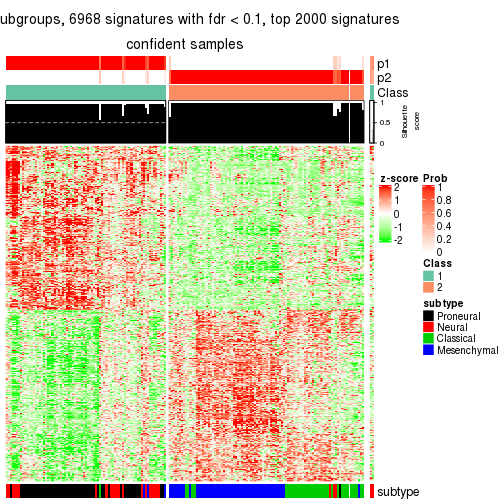 ubgroups, 6968 signatures with fdr < 0.1, top 2000 signatures
confident samples
p1
p2
Class
1
0.5
0
Silhouette
score
z-score
2
1
0
-1
-2
Prob
1
0.8
0.6
0.4
0.2
0
Class
1
2
subtype
Proneural
Neural
Classical
Mesenchymal
subtype